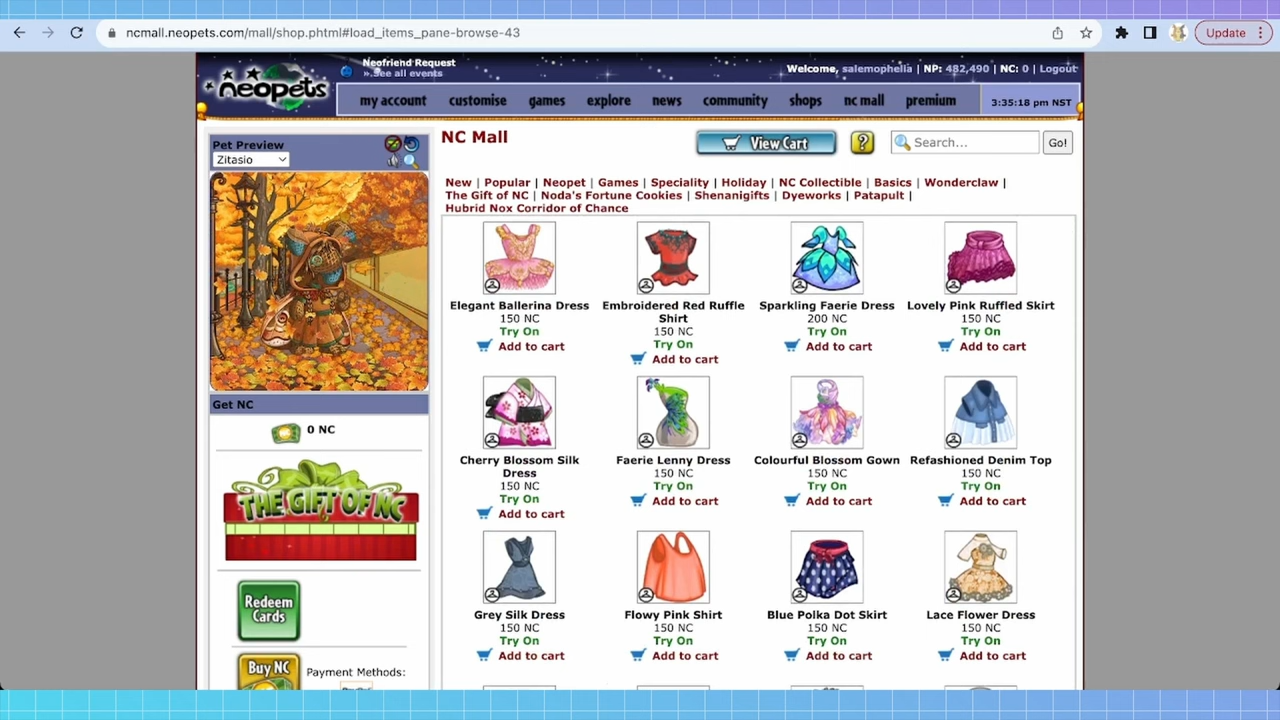 ncmall.neopets.com/mall/shop.phtml#load_items_pane-browse-43
Update
neopets
Neofriend Request
» See all events
Welcome, salemophelia | NP: 482,490 | NC: 0 | Logout
my account customise games explore news community shops nc mall premium
3:35:18 pm NST
Pet Preview
Zitasio
NC Mall
View Cart
?
Search...
Go!
New | Popular | Neopet | Games | Speciality | Holiday | NC Collectible | Basics | Wonderclaw |
The Gift of NC | Noda's Fortune Cookies | Shenanigifts | Dyeworks | Patapult |
Hubrid Nox Corridor of Chance
Elegant Ballerina Dress
150 NC
Try On
Add to cart
Embroidered Red Ruffle
Shirt
150 NC
Try On
Add to cart
Sparkling Faerie Dress
200 NC
Try On
Add to cart
Lovely Pink Ruffled Skirt
150 NC
Try On
Add to cart
Cherry Blossom Silk
Dress
150 NC
Try On
Add to cart
Faerie Lenny Dress
150 NC
Try On
Add to cart
Colourful Blossom Gown
150 NC
Try On
Add to cart
Refashioned Denim Top
150 NC
Try On
Add to cart
Grey Silk Dress
150 NC
Try On
Add to cart
Flowy Pink Shirt
150 NC
Try On
Add to cart
Blue Polka Dot Skirt
150 NC
Try On
Add to cart
Lace Flower Dress
150 NC
Try On
Add to cart
Get NC
0 NC
THE GIFT OF NC
Redeem
Cards
Buy NC
Payment Methods: